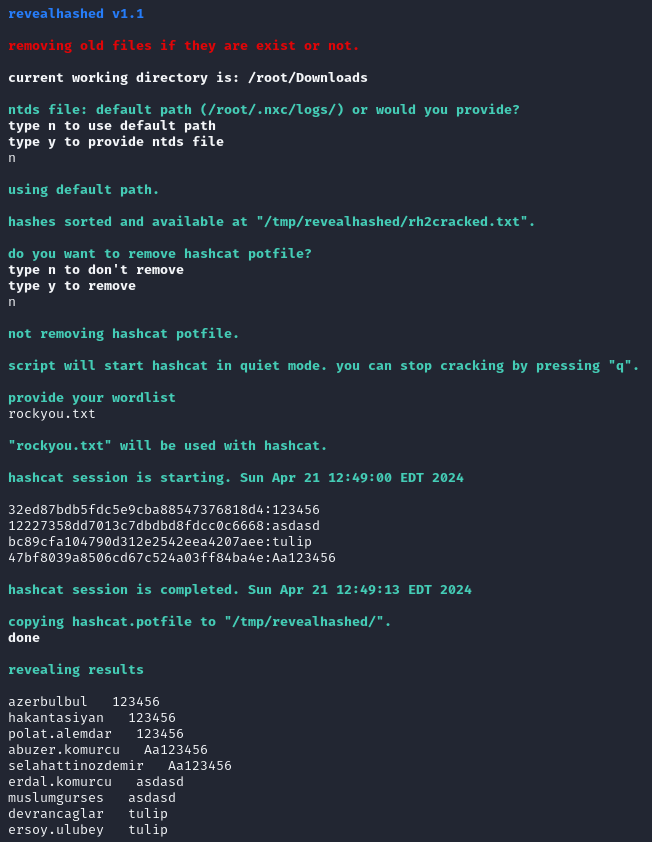 revealhashed v1.1
removing old files if they are exist or not.
current working directory is: /root/Downloads
ntds file: default path (/root/.nxc/logs/) or would you provide?
type n to use default path
type y to provide ntds file
n
using default path.
hashes sorted and available at "/tmp/revealhashed/rh2cracked.txt".
do you want to remove hashcat potfile?
type n to don't remove
type y to remove
n
not removing hashcat potfile.
script will start hashcat in quiet mode. you can stop cracking by pressing "q".
provide your wordlist
rockyou.txt
"rockyou.txt" will be used with hashcat.
hashcat session is starting. Sun Apr 21 12:49:00 EDT 2024
32ed87bdb5fdc5e9cba88547376818d4:123456
12227358dd7013c7dbdbd8fdcc0c6668:asdasd
bc89cfa104790d312e2542eea4207aee:tulip
47bf8039a8506cd67c524a03ff84ba4e:Aa123456
hashcat session is completed. Sun Apr 21 12:49:13 EDT 2024
copying hashcat.potfile to "/tmp/revealhashed/".
done
revealing results
azerbulbul   123456
hakantasiyan   123456
polat.alemdar   123456
abuzer.komurcu   Aa123456
selahattinozdemir   Aa123456
erdal.komurcu   asdasd
muslumgurses   asdasd
devrancaglar   tulip
ersoy.ulubey   tulip